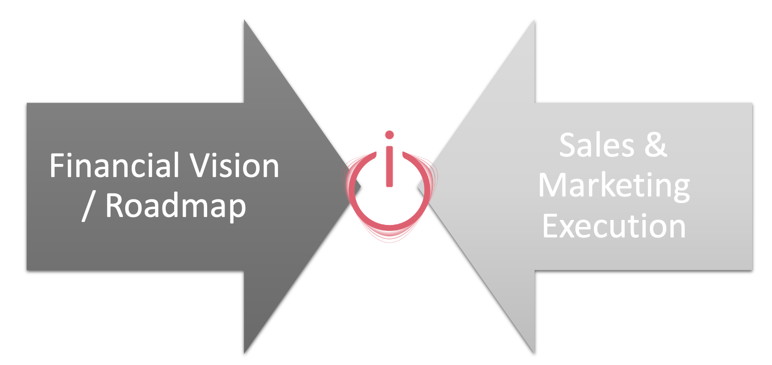 Financial Vision
/ Roadmap
Sales &
Marketing
Execution